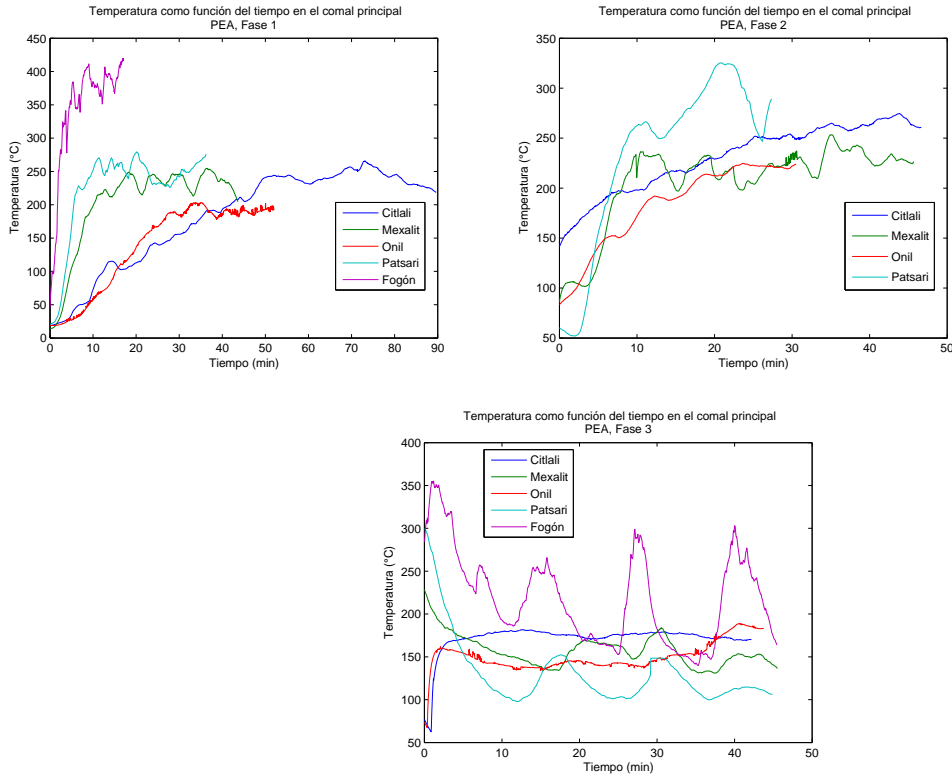 Temperatura como función del tiempo en el comal principal
PEA, Fase 1
450
400
350
300
250
200
150
100
50
0
Temperatura (°C)
0 10 20 30 40 50 60 70 80 90
Tiempo (min)
Citlali
Mexalit
Onil
Patsari
Fogón
Temperatura como función del tiempo en el comal principal
PEA, Fase 2
350
300
250
200
150
100
50
Temperatura (°C)
0 10 20 30 40 50
Tiempo (min)
Citlali
Mexalit
Onil
Patsari
Temperatura como función del tiempo en el comal principal
PEA, Fase 3
400
350
300
250
200
150
100
50
Temperatura (°C)
0 10 20 30 40 50
Tiempo (min)
Citlali
Mexalit
Onil
Patsari
Fogón